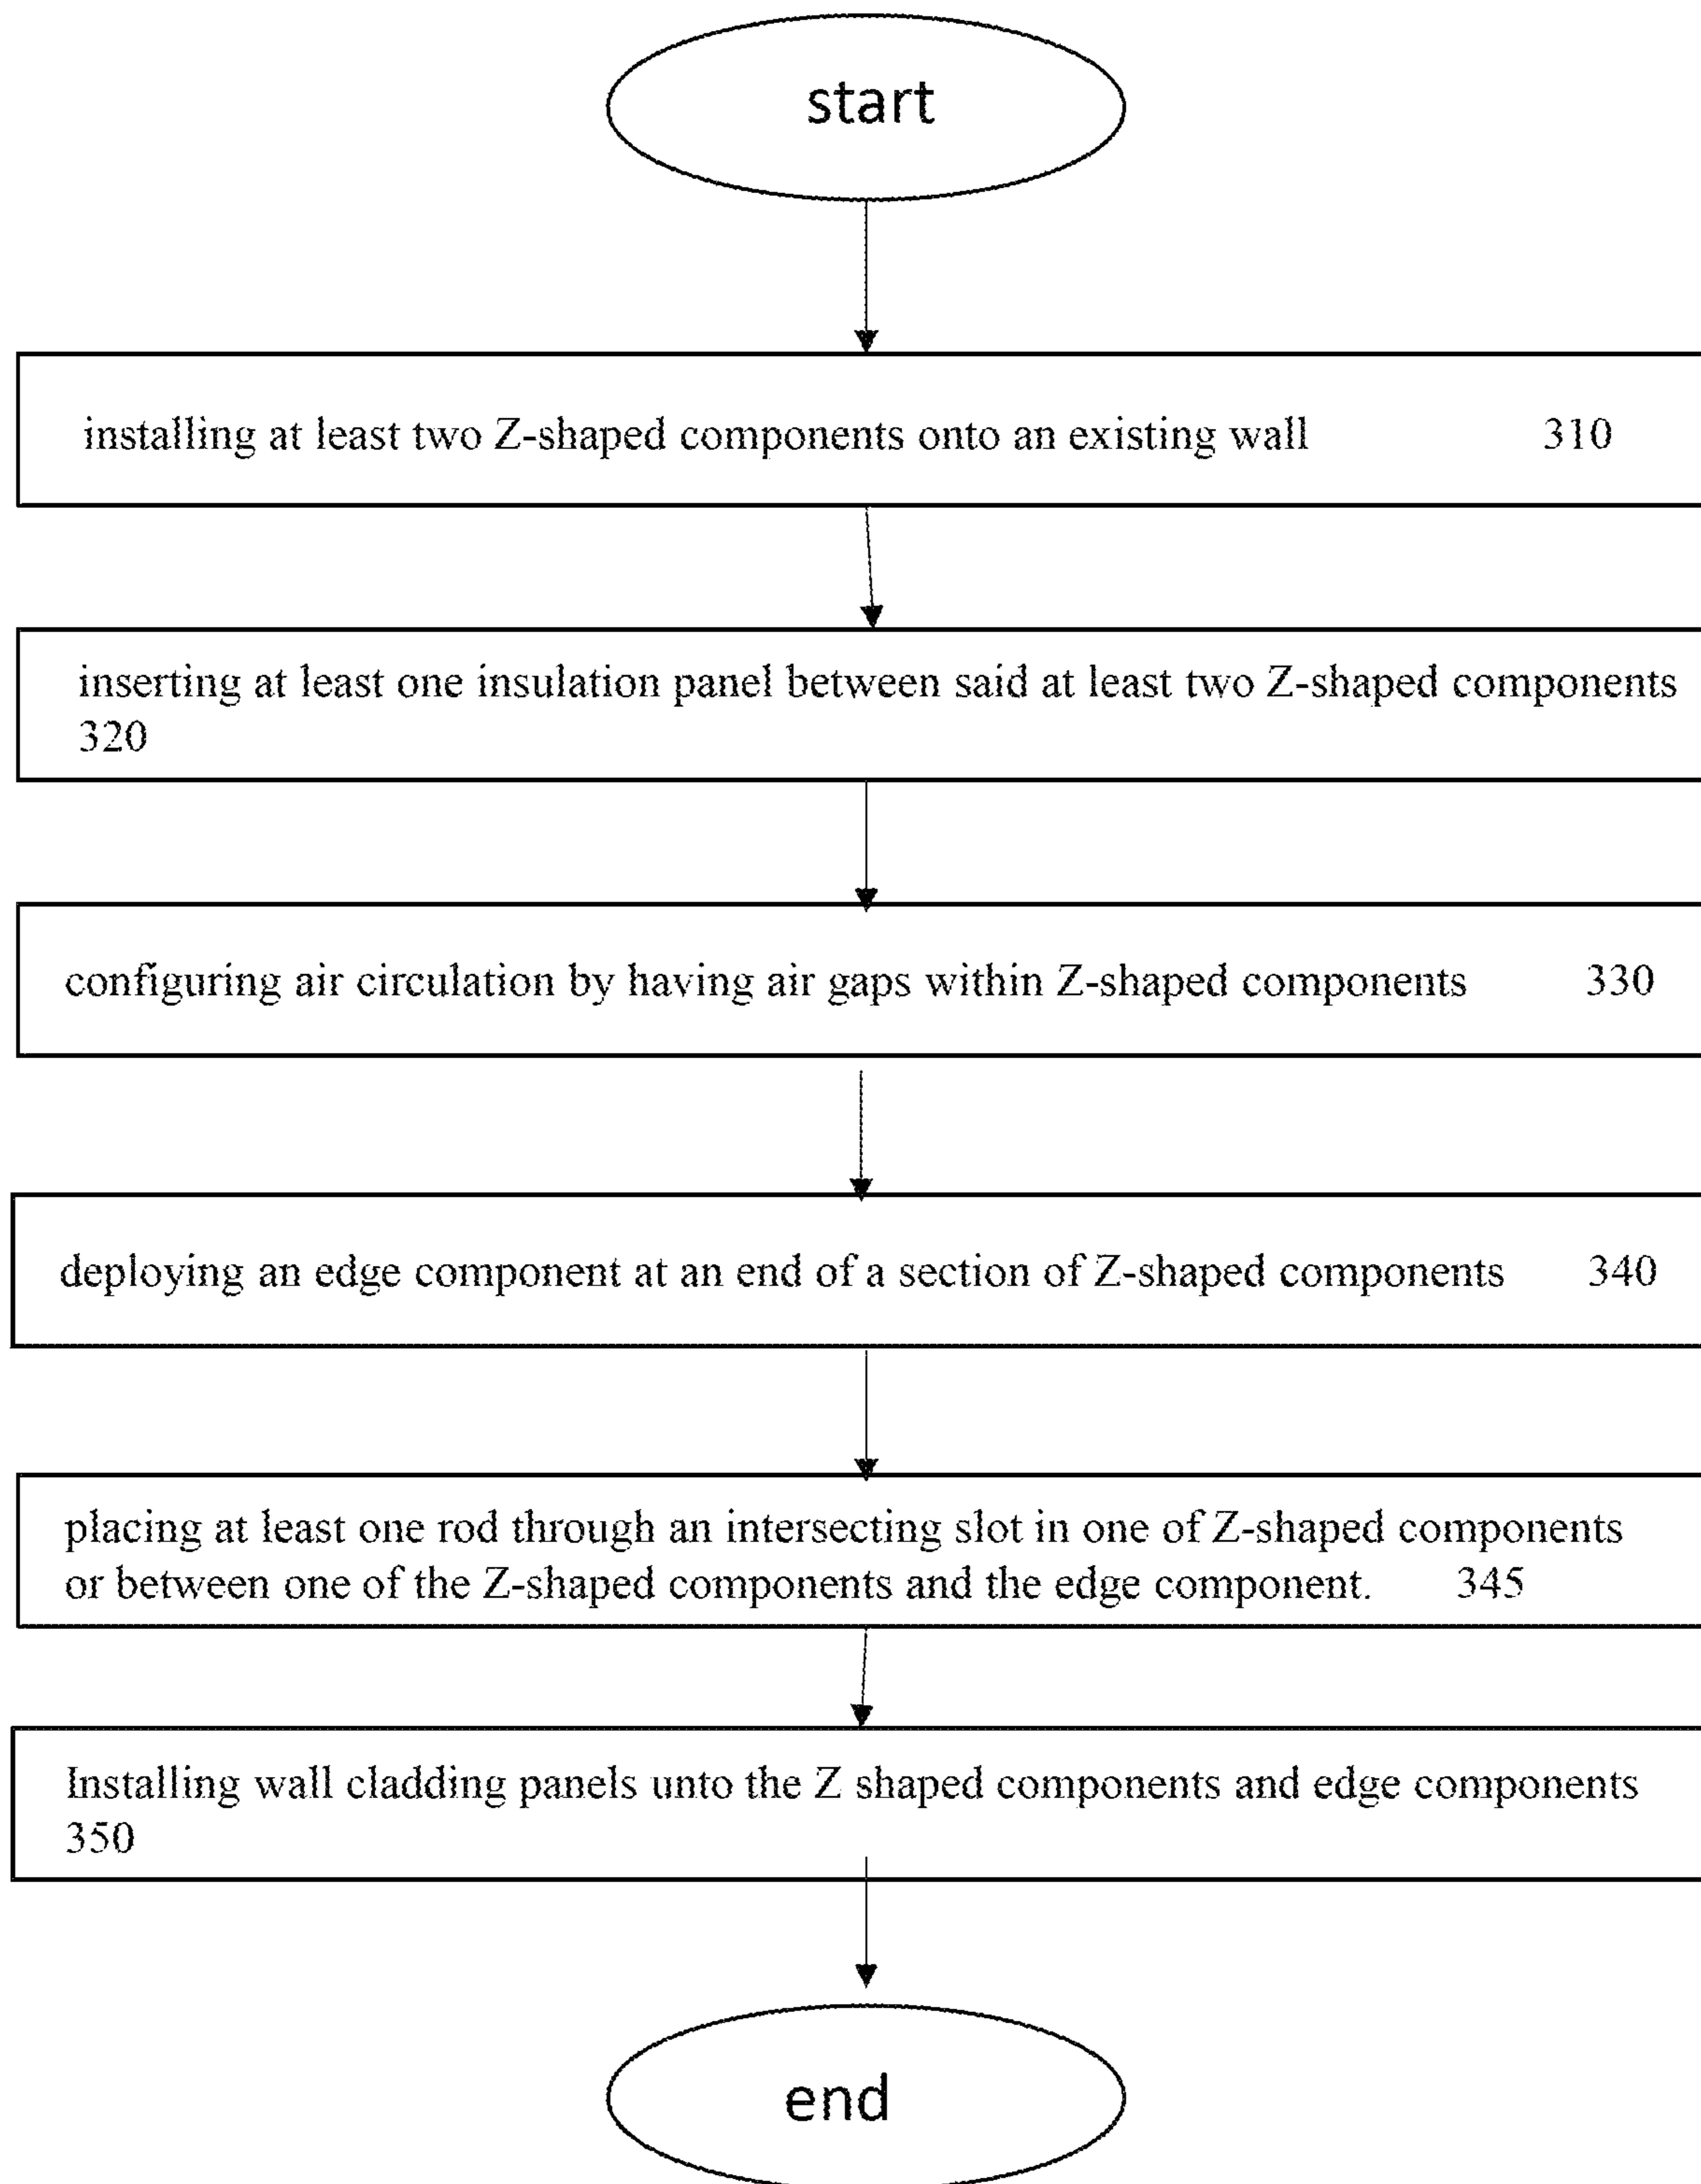 start
installing at least two Z-shaped components onto an existing wall 310
inserting at least one insulation panel between said at least two Z-shaped components
320
configuring air circulation by having air gaps within Z-shaped components 330
deploying an edge component at an end of a section of Z-shaped components 340
placing at least one rod through an intersecting slot in one of Z-shaped components
or between one of the Z-shaped components and the edge component. 345
Installing wall cladding panels unto the Z shaped components and edge components
350
end